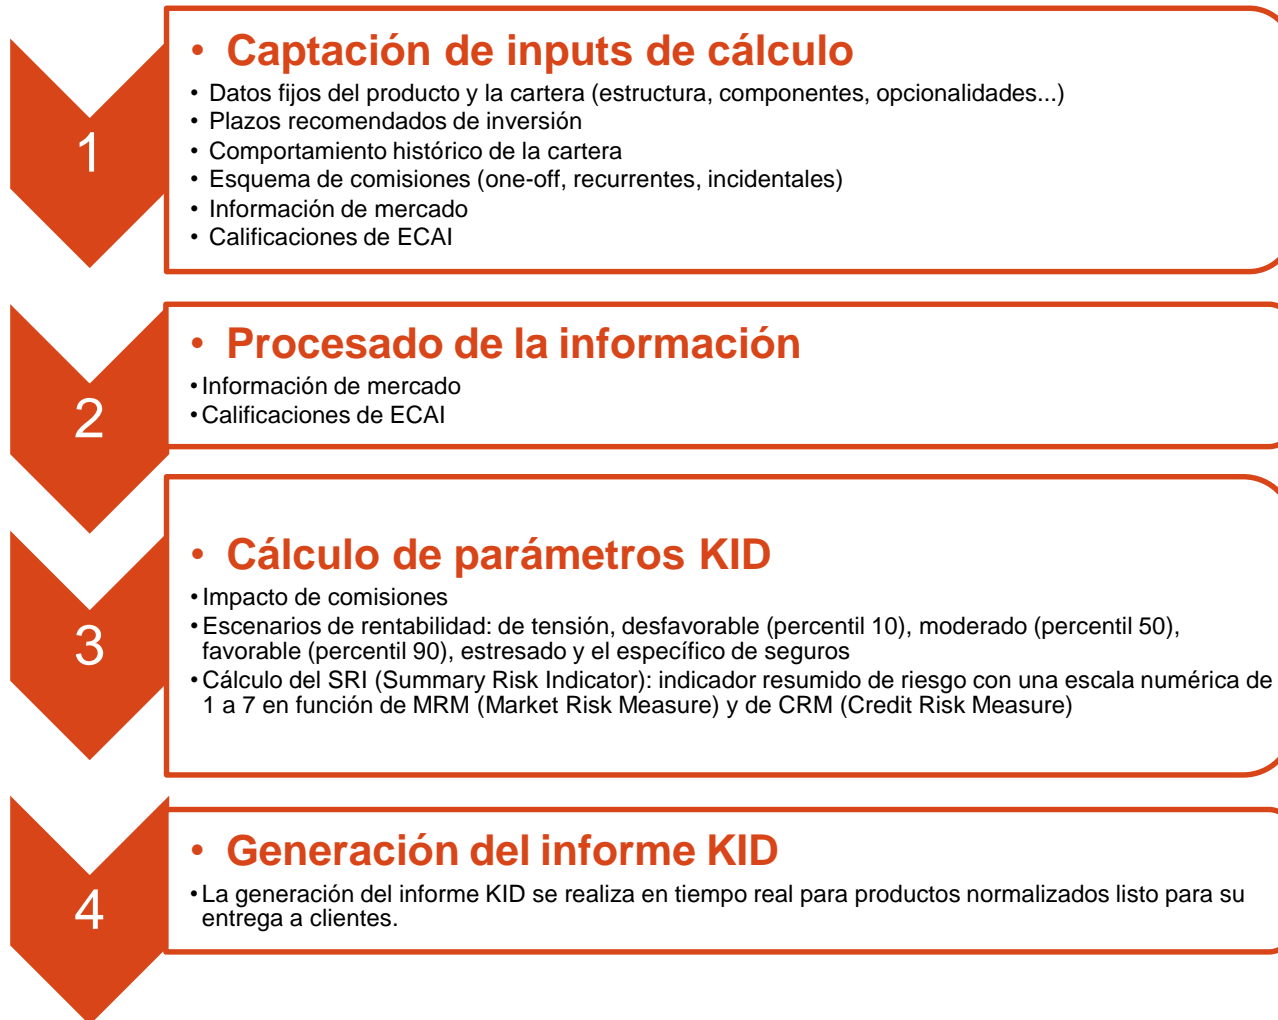 1
• Captación de inputs de cálculo
• Datos fijos del producto y la cartera (estructura, componentes, opcionalidades...)
• Plazos recomendados de inversión
• Comportamiento histórico de la cartera
• Esquema de comisiones (one-off, recurrentes, incidentales)
• Información de mercado
• Calificaciones de ECAI
2
• Procesado de la información
• Información de mercado
• Calificaciones de ECAI
3
• Cálculo de parámetros KID
• Impacto de comisiones
• Escenarios de rentabilidad: de tensión, desfavorable (percentil 10), moderado (percentil 50),
favorable (percentil 90), estresado y el específico de seguros
• Cálculo del SRI (Summary Risk Indicator): indicador resumido de riesgo con una escala numérica de
1 a 7 en función de MRM (Market Risk Measure) y de CRM (Credit Risk Measure)
4
• Generación del informe KID
• La generación del informe KID se realiza en tiempo real para productos normalizados listo para su
entrega a clientes.